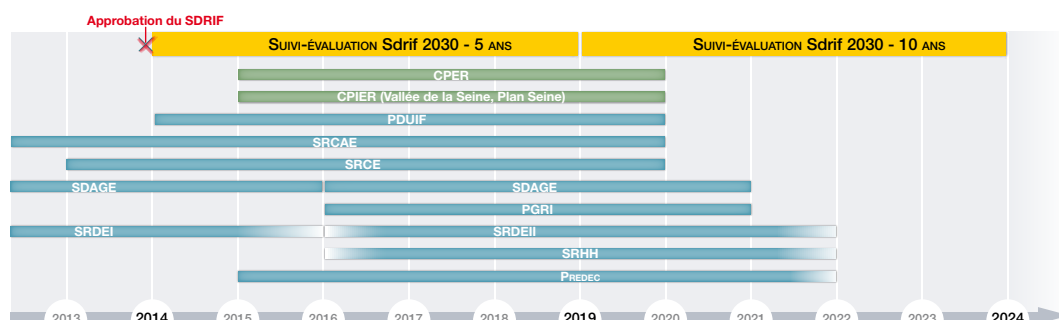 Approbation du SDRIF
Suivi-évaluation Sdrif 2030 - 5 ans
Suivi-évaluation Sdrif 2030 - 10 ans
CPER
CPIER (Vallée de la Seine, Plan Seine)
PDUIF
SRCAE
SRCE
SDAGE
SDAGE
PGRI
SRDEI
SRDEII
SRHH
Predec
2013 2014 2015 2016 2017 2018 2019 2020 2021 2022 2023 2024